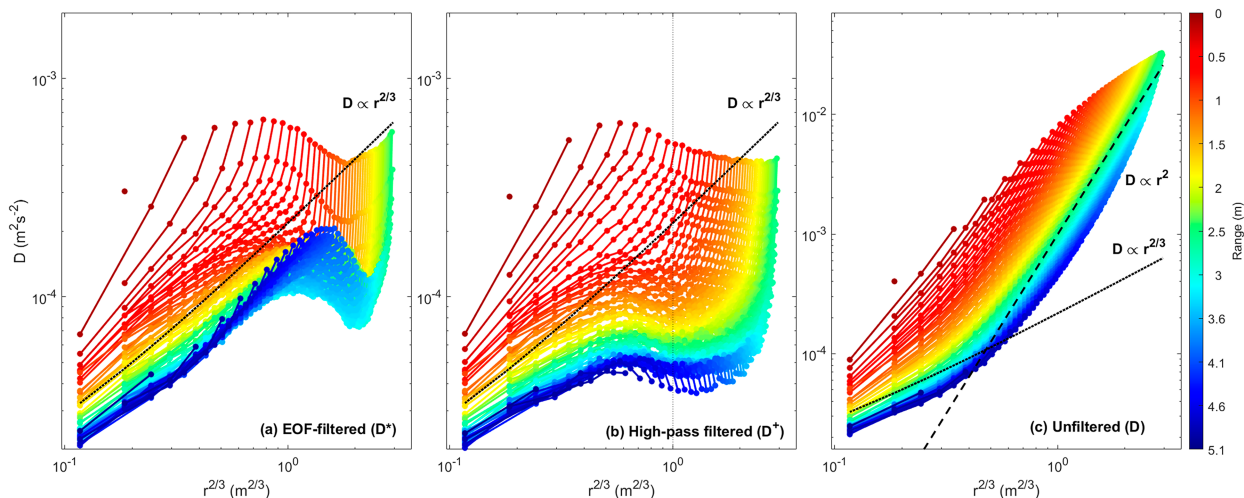 10⁻³
10⁻⁴
D (m²s⁻²)
D ∝ r^{2/3}
(a) EOF-filtered (D*)
10⁻¹
10⁰
r^{2/3} (m^{2/3})
10⁻³
10⁻⁴
D ∝ r^{2/3}
(b) High-pass filtered (D⁺)
10⁻¹
10⁰
r^{2/3} (m^{2/3})
10⁻²
10⁻³
10⁻⁴
D ∝ r²
D ∝ r^{2/3}
(c) Unfiltered (D)
10⁻¹
10⁰
r^{2/3} (m^{2/3})
0
0.5
1
1.5
2
2.5
3
3.6
4.1
4.6
5.1
Range (m)